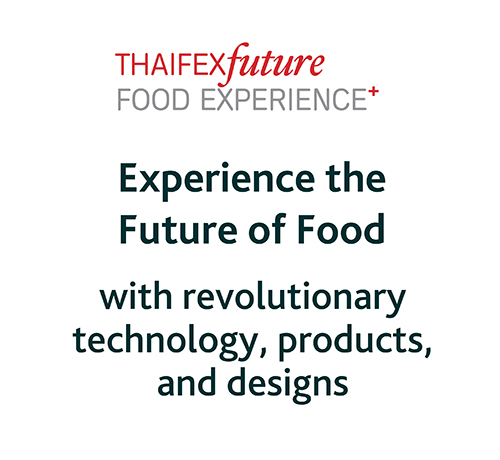 THAIFEXfuture
FOOD EXPERIENCE+
Experience the
Future of Food
with revolutionary
technology, products,
and designs